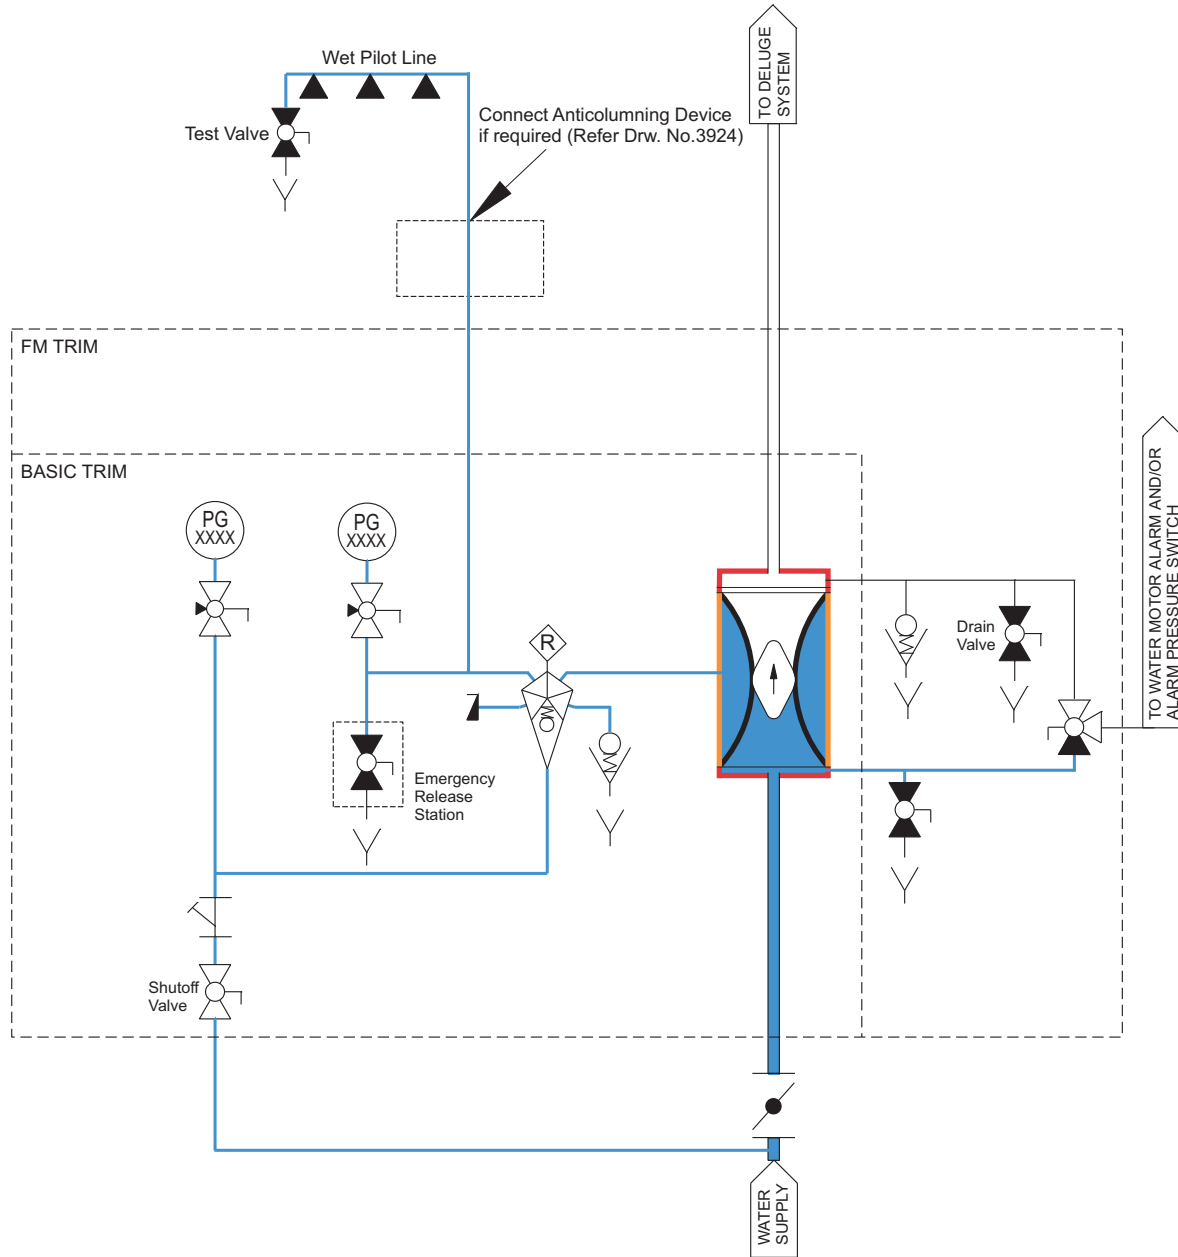 TO DELUGE
SYSTEM
Wet Pilot Line
Connect Anticolumning Device
if required (Refer Drw. No.3924)
Test Valve
FM TRIM
BASIC TRIM
TO WATER MOTOR ALARM AND/OR
ALARM PRESSURE SWITCH
PG
XXXX
PG
XXXX
R
Drain
Valve
Emergency
Release
Station
Shutoff
Valve
WATER
SUPPLY